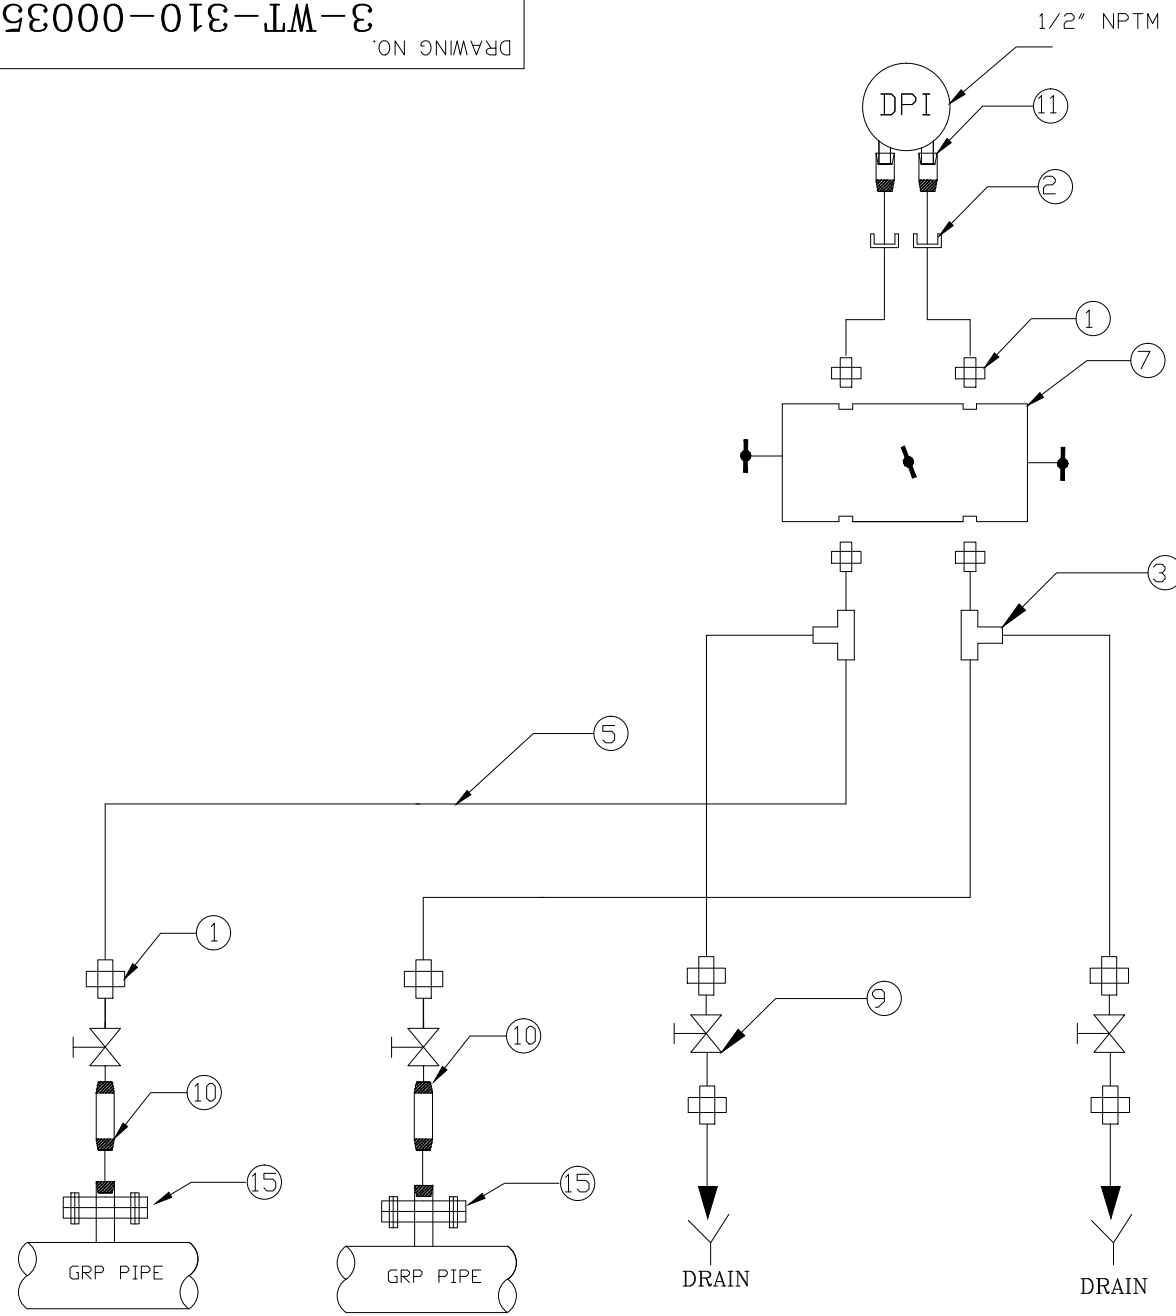 3-WT-310-00035
DRAWING NO.
1/2" NPTM
DPI
11
2
1
7
3
5
1
9
10
10
15
15
GRP PIPE
GRP PIPE
DRAIN
DRAIN